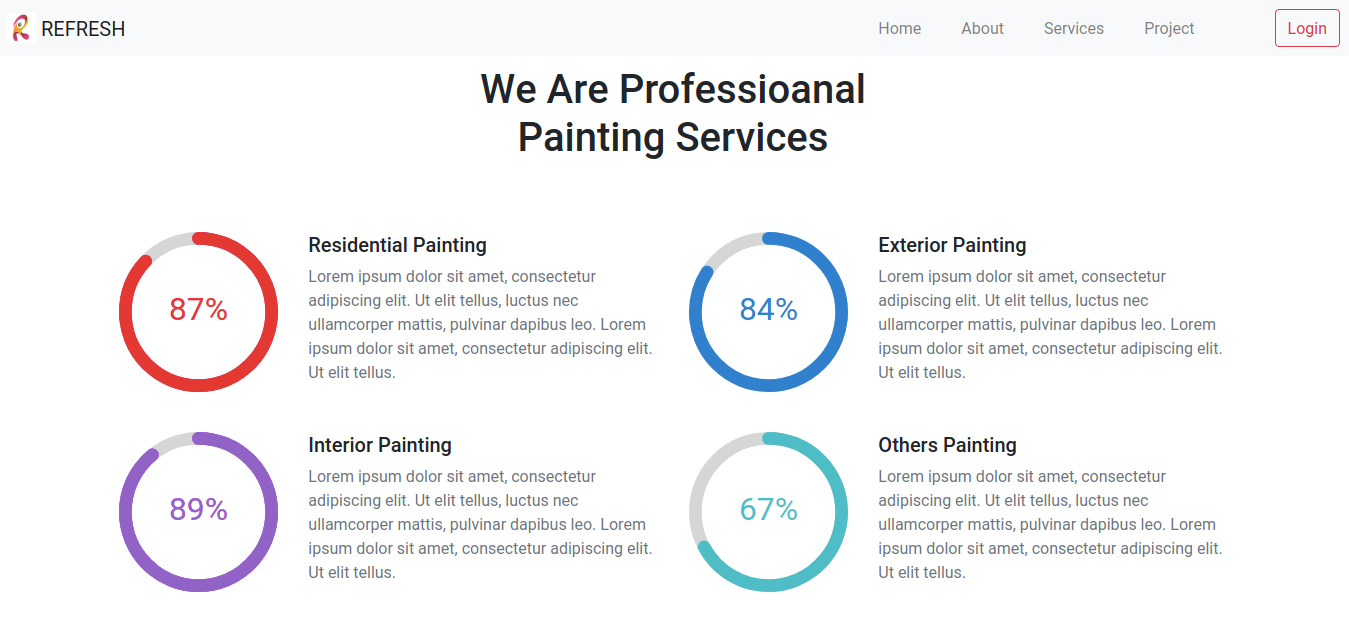 REFRESH
Home
About
Services
Project
Login
We Are Professioanal
Painting Services
87%
Residential Painting
Lorem ipsum dolor sit amet, consectetur
adipiscing elit. Ut elit tellus, luctus nec
ullamcorper mattis, pulvinar dapibus leo. Lorem
ipsum dolor sit amet, consectetur adipiscing elit.
Ut elit tellus.
84%
Exterior Painting
Lorem ipsum dolor sit amet, consectetur
adipiscing elit. Ut elit tellus, luctus nec
ullamcorper mattis, pulvinar dapibus leo. Lorem
ipsum dolor sit amet, consectetur adipiscing elit.
Ut elit tellus.
89%
Interior Painting
Lorem ipsum dolor sit amet, consectetur
adipiscing elit. Ut elit tellus, luctus nec
ullamcorper mattis, pulvinar dapibus leo. Lorem
ipsum dolor sit amet, consectetur adipiscing elit.
Ut elit tellus.
67%
Others Painting
Lorem ipsum dolor sit amet, consectetur
adipiscing elit. Ut elit tellus, luctus nec
ullamcorper mattis, pulvinar dapibus leo. Lorem
ipsum dolor sit amet, consectetur adipiscing elit.
Ut elit tellus.